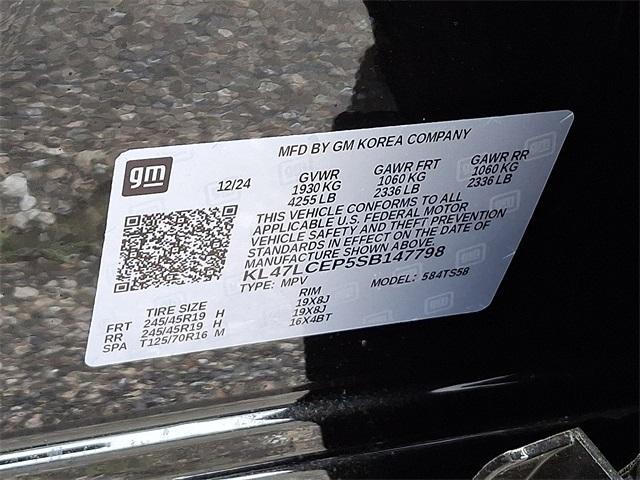 MFD BY GM KOREA COMPANY
gm
12/24
GVWR GAWR FRT GAWR RR
1930 KG 1060 KG 1060 KG
4255 LB 2336 LB 2336 LB
THIS VEHICLE CONFORMS TO ALL
APPLICABLE U.S. FEDERAL MOTOR
VEHICLE SAFETY AND THEFT PREVENTION
STANDARDS IN EFFECT ON THE DATE OF
MANUFACTURE SHOWN ABOVE.
KL47LCEP5SB147798
TYPE: MPV MODEL: 584TS58
TIRE SIZE RIM
FRT 245/45R19 H 19X8J
RR 245/45R19 H 19X8J
SPA T125/70R16 M 16X4BT